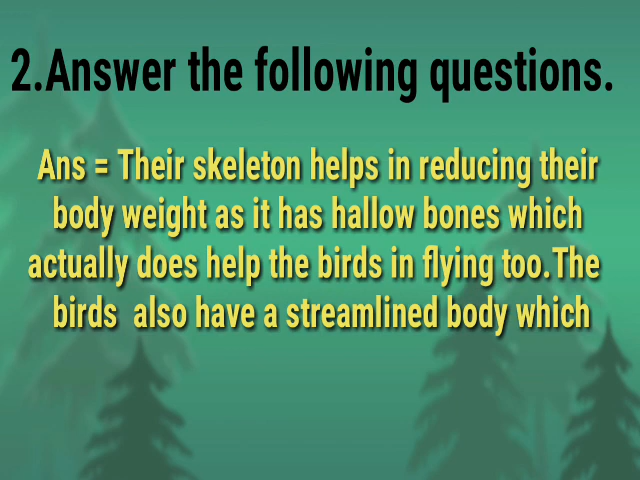 2.Answer the following questions.
Ans = Their skeleton helps in reducing their
body weight as it has hallow bones which
actually does help the birds in flying too.The
birds also have a streamlined body which